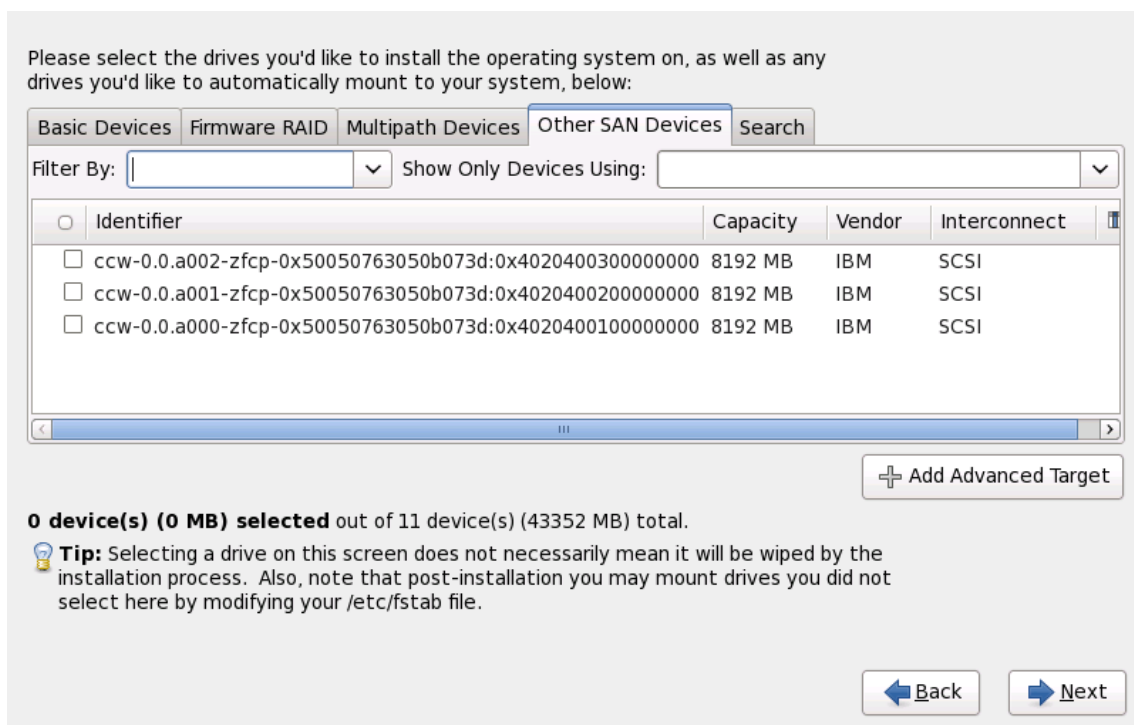 Please select the drives you'd like to install the operating system on, as well as any
drives you'd like to automatically mount to your system, below:
Basic Devices Firmware RAID Multipath Devices Other SAN Devices Search
Filter By: Show Only Devices Using:
Identifier Capacity Vendor Interconnect
ccw-0.0.a002-zfcp-0x50050763050b073d:0x4020400300000000 8192 MB IBM SCSI
ccw-0.0.a001-zfcp-0x50050763050b073d:0x4020400200000000 8192 MB IBM SCSI
ccw-0.0.a000-zfcp-0x50050763050b073d:0x4020400100000000 8192 MB IBM SCSI
Add Advanced Target
0 device(s) (0 MB) selected out of 11 device(s) (43352 MB) total.
Tip: Selecting a drive on this screen does not necessarily mean it will be wiped by the
installation process. Also, note that post-installation you may mount drives you did not
select here by modifying your /etc/fstab file.
Back Next